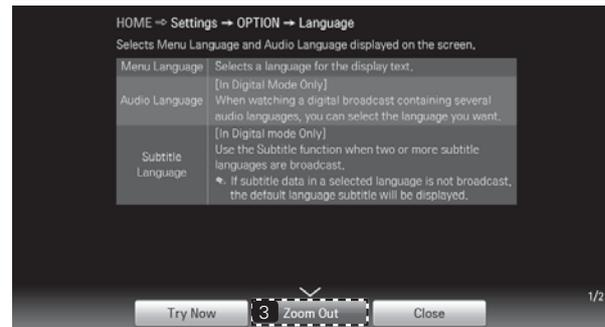 HOME ⇨ Settings → OPTION → Language
Selects Menu Language and Audio Language displayed on the screen.
Menu Language
Selects a language for the display text.
Audio Language
[In Digital Mode Only]
When watching a digital broadcast containing several
audio languages, you can select the language you want.
Subtitle
Language
[In Digital mode Only]
Use the Subtitle function when two or more subtitle
languages are broadcast.
If subtitle data in a selected language is not broadcast,
the default language subtitle will be displayed.
1/2
Try Now
3 Zoom Out
Close